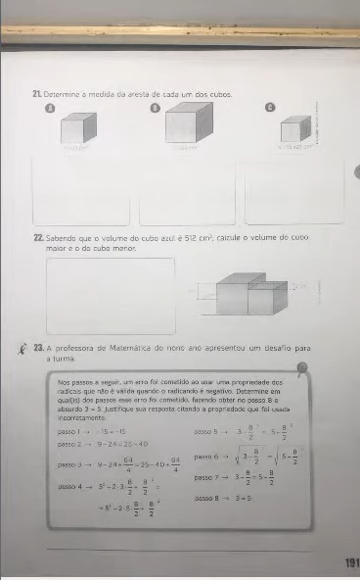 21. Determine a medida da aresta de cada um dos cubos.
A
B
C
22. Sabendo que o volume do cubo azul é 512 cm³, calcule o volume do cubo
maior e o do cubo menor.
23. A professora de Matemática do nono ano apresentou um desafio para
a turma.
Nos passos a seguir, um erro foi cometido ao usar uma propriedade dos
radicais que não é válida quando o radicando é negativo. Determine em
qual(is) dos passos esse erro foi cometido, fazendo obter no passo 8 o
absurdo 3 = 5. Justifique sua resposta citando a propriedade que foi usada
incorretamente.
passo 1 → -15 = -15
passo 2 → 9 - 24 = 25 - 40
passo 3 → 9 - 24 + 64/4 = 25 - 40 + 64/4
passo 4 →
passo 5 →
passo 6 →
passo 7 → 3 - 8/2 = 5 - 8/2
passo 8 → 3 = 5
191